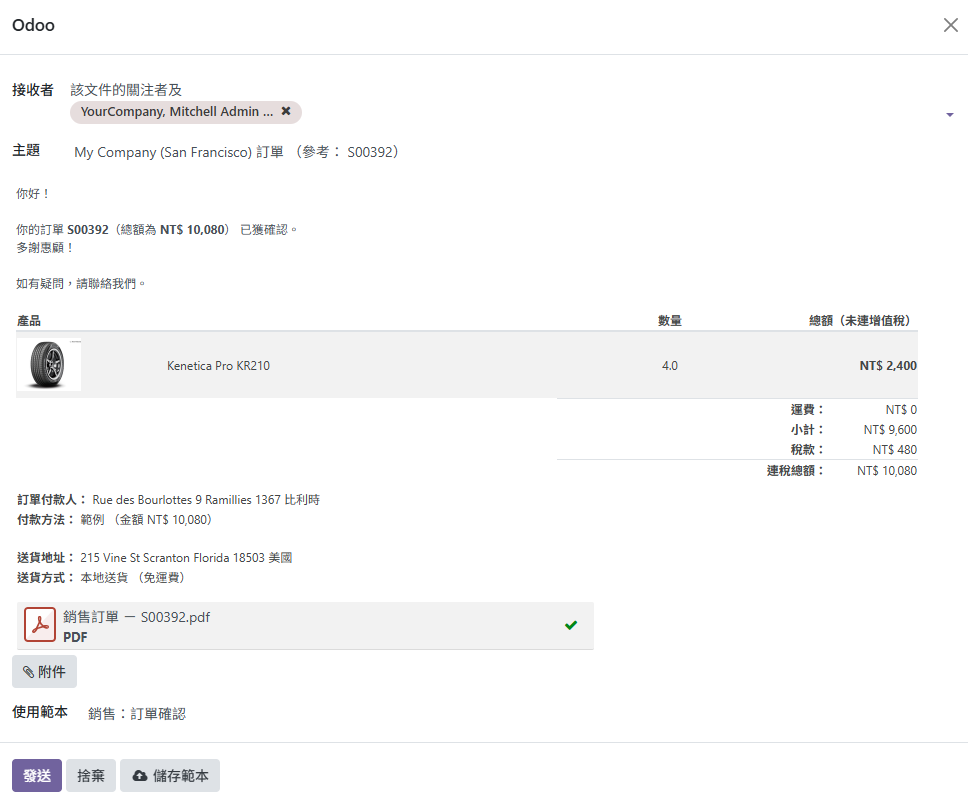 Odoo
接收者 該文件的關注者及
YourCompany, Mitchell Admin ... ✖
主題 My Company (San Francisco) 訂單 （參考： S00392）
你好！
你的訂單 S00392（總額為 NT$ 10,080） 已獲確認。
多謝惠顧！
如有疑問，請聯絡我們。
產品 數量 總額（未連增值稅）
Kenetica Pro KR210 4.0 NT$ 2,400
運費： NT$ 0
小計： NT$ 9,600
稅款： NT$ 480
連稅總額： NT$ 10,080
訂單付款人： Rue des Bourlottes 9 Ramillies 1367 比利時
付款方法： 範例 （金額 NT$ 10,080）
送貨地址： 215 Vine St Scranton Florida 18503 美國
送貨方式： 本地送貨 （免運費）
銷售訂單 － S00392.pdf
PDF
附件
使用範本 銷售：訂單確認
發送 捨棄 儲存範本